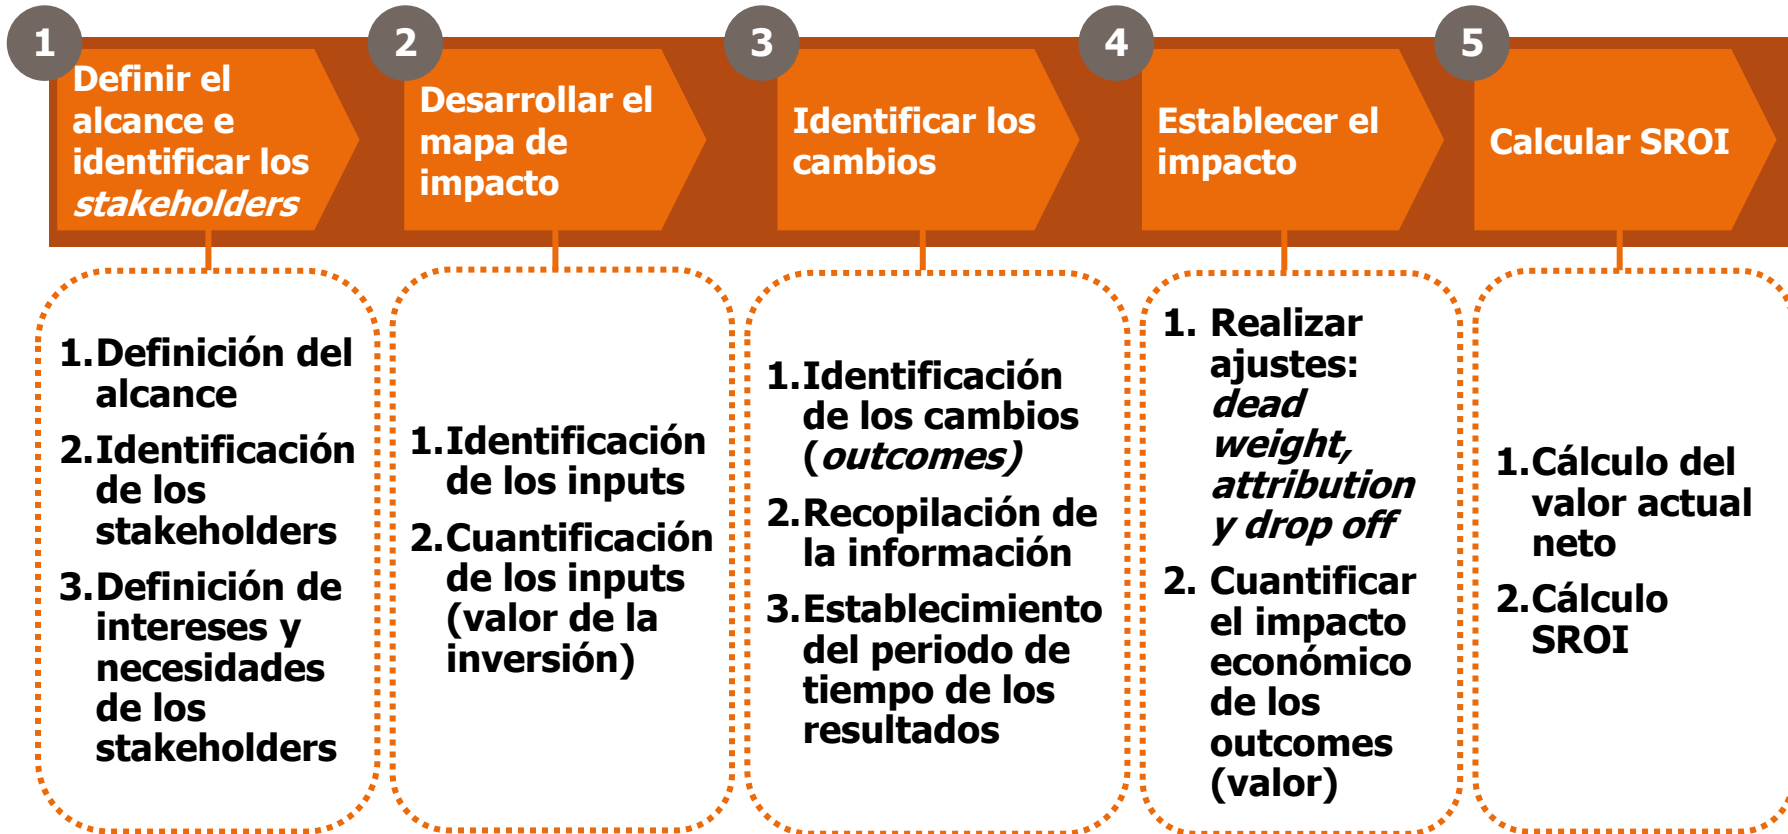 1
Definir el
alcance e
identificar los
stakeholders
2
Desarrollar el
mapa de
impacto
3
Identificar los
cambios
4
Establecer el
impacto
5
Calcular SROI
1.Definición del
alcance
2.Identificación
de los
stakeholders
3.Definición de
intereses y
necesidades
de los
stakeholders
1.Identificación
de los inputs
2.Cuantificación
de los inputs
(valor de la
inversión)
1.Identificación
de los cambios
(outcomes)
2.Recopilación de
la información
3.Establecimiento
del periodo de
tiempo de los
resultados
1. Realizar
ajustes:
dead
weight,
attribution
y drop off
2. Cuantificar
el impacto
económico
de los
outcomes
(valor)
1.Cálculo del
valor actual
neto
2.Cálculo
SROI